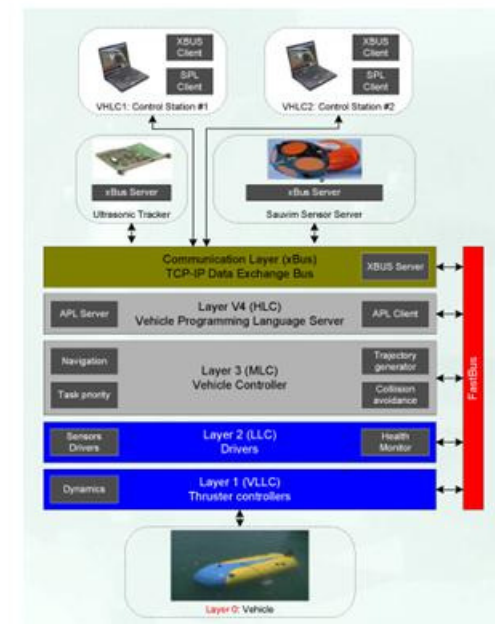 XBUS
Client
SPL
Client
VHLC1: Control Station #1
XBUS
Client
SPL
Client
VHLC2: Control Station #2
xBus Server
Ultrasonic Tracker
xBus Server
Sauvim Sensor Server
Communication Layer (xBus)
TCP-IP Data Exchange Bus
XBUS Server
APL Server
Layer V4 (HLC)
Vehicle Programming Language Server
APL Client
Navigation
Task priority
Layer 3 (MLC)
Vehicle Controller
Trajectory
generator
Collision
avoidance
Sensors
Drivers
Layer 2 (LLC)
Drivers
Health
Monitor
Dynamics
Layer 1 (VLLC)
Thruster controllers
FastBus
Layer 0: Vehicle